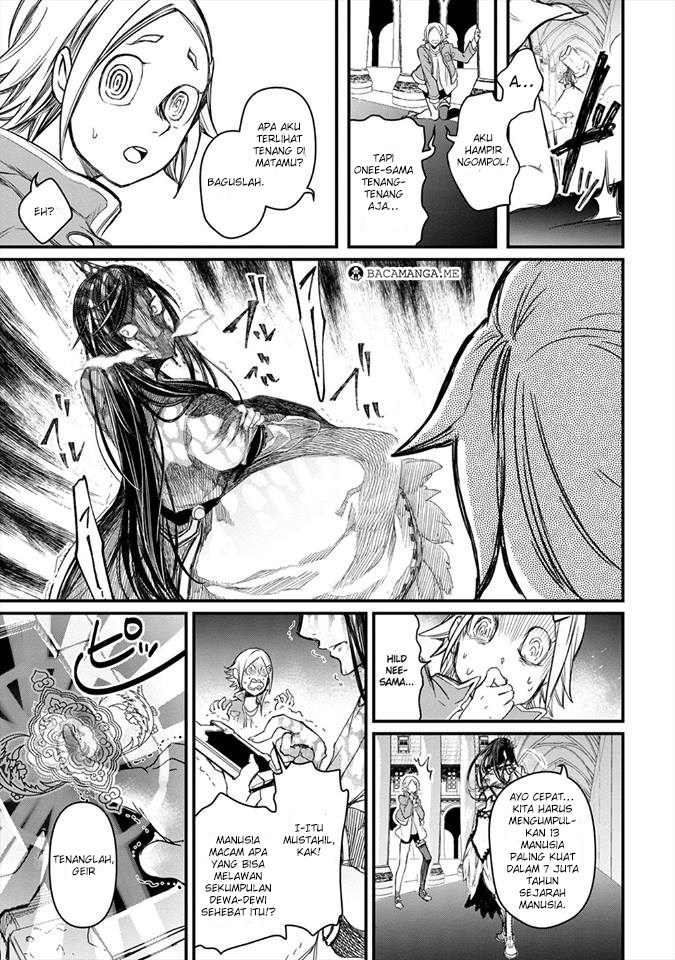 A...
AKU
HAMPIR
NGOMPOL!
TAPI
ONEE-SAMA
TENANG-
TENANG
AJA...
APA AKU
TERLIHAT
TENANG DI
MATAMU?
BAGUSLAH.
EH?
BACAMANGA.ME
HILD
NEE-
SAMA...
AYO CEPAT...
KITA HARUS
MENGUMPUL-
KAN 13
MANUSIA
PALING KUAT
DALAM 7 JUTA
TAHUN
SEJARAH
MANUSIA.
I-ITU
MUSTAHIL,
KAK!
MANUSIA
MACAM APA
YANG BISA
MELAWAN
SEKUMPULAN
DEWA-DEWI
SEHEBAT ITU!?
ピッ
TENANGLAH,
GEIR